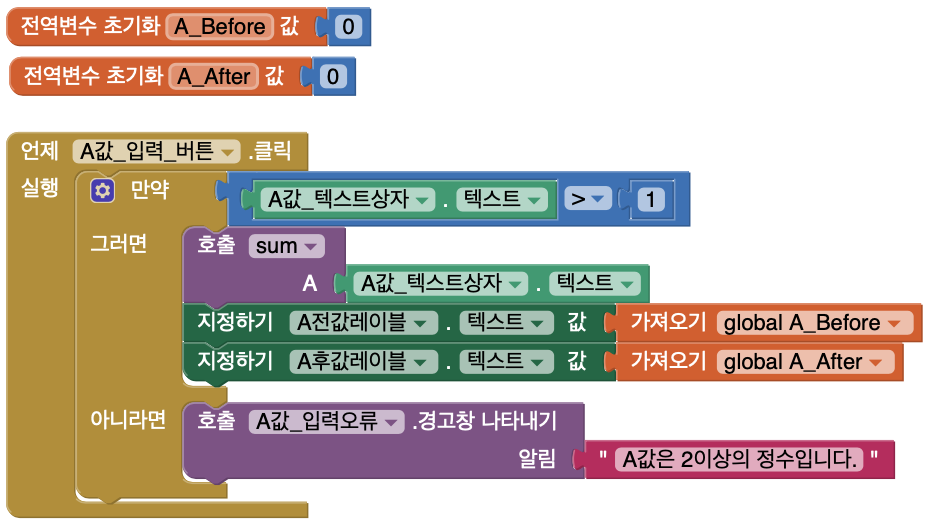 전역변수 초기화 A_Before 값 0
전역변수 초기화 A_After 값 0
언제 A값_입력_버튼 .클릭
실행 만약 A값_텍스트상자 . 텍스트 > 1
그러면 호출 sum
A A값_텍스트상자 . 텍스트
지정하기 A전값레이블 . 텍스트 값 가져오기 global A_Before
지정하기 A후값레이블 . 텍스트 값 가져오기 global A_After
아니라면 호출 A값_입력오류 .경고창 나타내기
알림 " A값은 2이상의 정수입니다. "